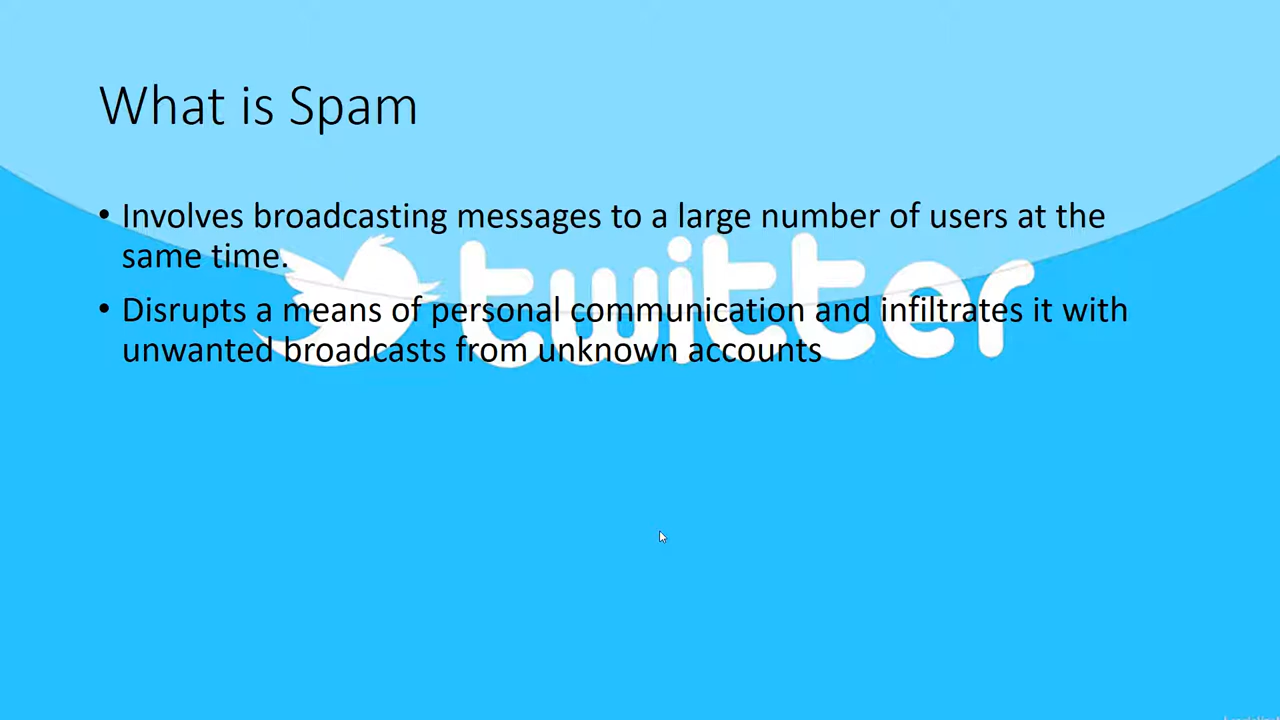 What is Spam
• Involves broadcasting messages to a large number of users at the
same time.
twitter
• Disrupts a means of personal communication and infiltrates it with
unwanted broadcasts from unknown accounts